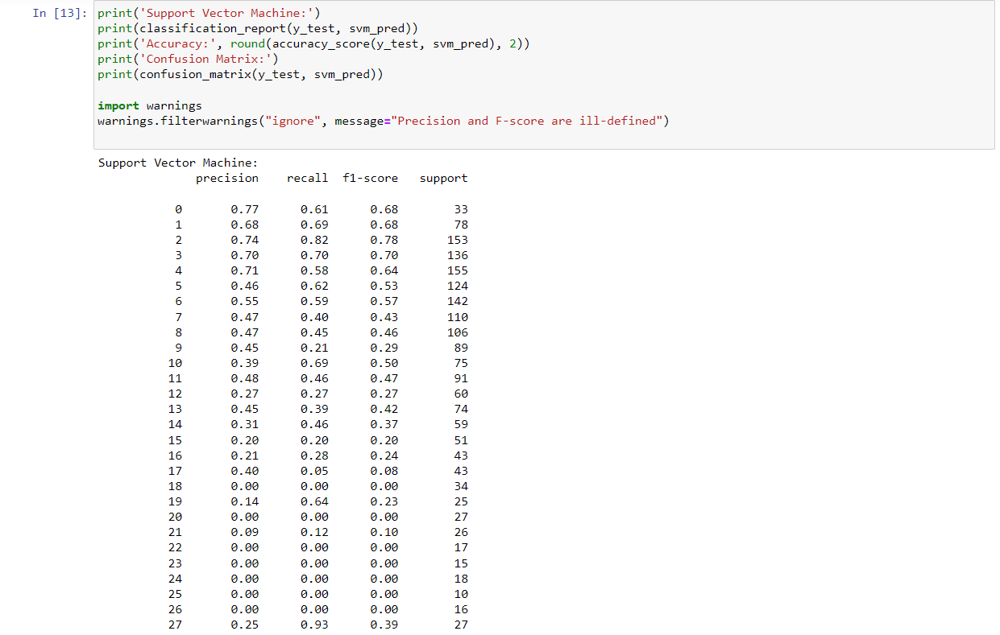 In [13]: print('Support Vector Machine:')
print(classification_report(y_test, svm_pred))
print('Accuracy:', round(accuracy_score(y_test, svm_pred), 2))
print('Confusion Matrix:')
print(confusion_matrix(y_test, svm_pred))

import warnings
warnings.filterwarnings("ignore", message="Precision and F-score are ill-defined")

Support Vector Machine:
precision recall f1-score support

0 0.77 0.61 0.68 33
1 0.68 0.69 0.68 78
2 0.74 0.82 0.78 153
3 0.70 0.70 0.70 136
4 0.71 0.58 0.64 155
5 0.46 0.62 0.53 124
6 0.55 0.59 0.57 142
7 0.47 0.40 0.43 110
8 0.47 0.45 0.46 106
9 0.45 0.21 0.29 89
10 0.39 0.69 0.50 75
11 0.48 0.46 0.47 91
12 0.27 0.27 0.27 60
13 0.45 0.39 0.42 74
14 0.31 0.46 0.37 59
15 0.20 0.20 0.20 51
16 0.21 0.28 0.24 43
17 0.40 0.05 0.08 43
18 0.00 0.00 0.00 34
19 0.14 0.64 0.23 25
20 0.00 0.00 0.00 27
21 0.09 0.12 0.10 26
22 0.00 0.00 0.00 17
23 0.00 0.00 0.00 15
24 0.00 0.00 0.00 18
25 0.00 0.00 0.00 10
26 0.00 0.00 0.00 16
27 0.25 0.93 0.39 27